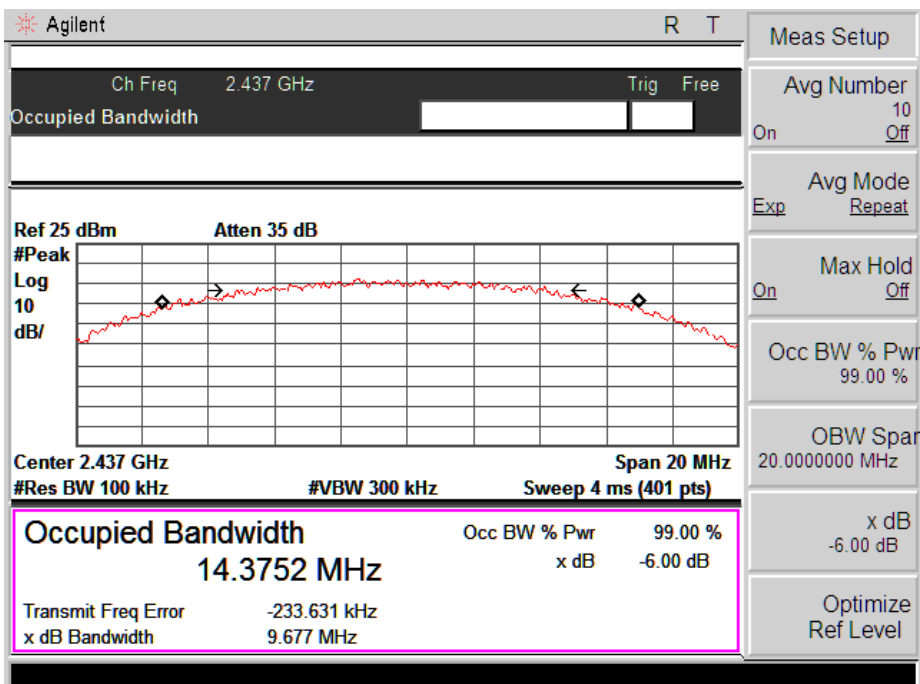 Agilent R T
Ch Freq 2.437 GHz Trig Free
Occupied Bandwidth
Ref 25 dBm Atten 35 dB
#Peak
Log
10
dB/
Center 2.437 GHz Span 20 MHz
#Res BW 100 kHz #VBW 300 kHz Sweep 4 ms (401 pts)
Occupied Bandwidth
14.3752 MHz
Occ BW % Pwr 99.00 %
x dB -6.00 dB
Transmit Freq Error -233.631 kHz
x dB Bandwidth 9.677 MHz
Meas Setup
Avg Number
10
On Off
Avg Mode
Exp Repeat
Max Hold
On Off
Occ BW % Pwr
99.00 %
OBW Span
20.0000000 MHz
x dB
-6.00 dB
Optimize
Ref Level